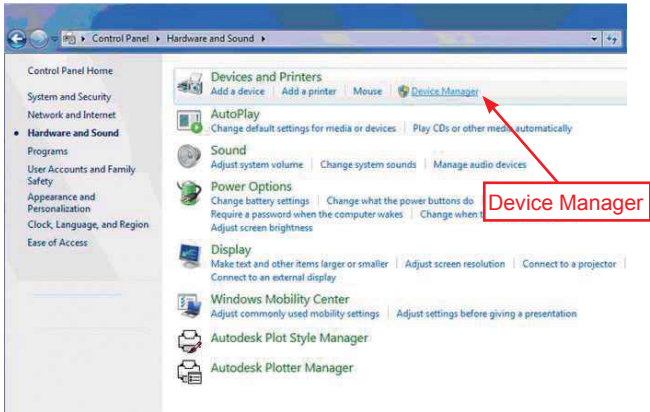 Control Panel Hardware and Sound
Control Panel Home
System and Security
Network and Internet
Hardware and Sound
Programs
User Accounts and Family
Safety
Appearance and
Personalization
Clock, Language, and Region
Ease of Access
Devices and Printers
Add a device Add a printer Mouse Device Manager
AutoPlay
Change default settings for media or devices Play CDs or other media automatically
Sound
Adjust system volume Change system sounds Manage audio devices
Power Options
Change battery settings Change what the power buttons do
Require a password when the computer wakes Change when
Adjust screen brightness
Device Manager
Display
Make text and other items larger or smaller Adjust screen resolution Connect to a projector
Connect to an external display
Windows Mobility Center
Adjust commonly used mobility settings Adjust settings before giving a presentation
Autodesk Plot Style Manager
Autodesk Plotter Manager